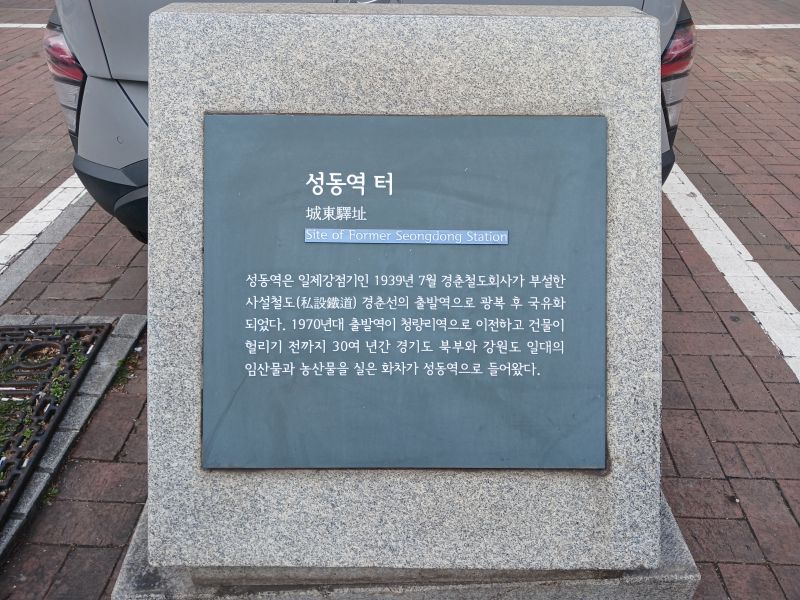 성동역 터
城東驛址
Site of Former Seongdong Station
성동역은 일제강점기인 1939년 7월 경춘철도회사가 부설한
사설철도(私設鐵道) 경춘선의 출발역으로 광복 후 국유화
되었다. 1970년대 출발역이 청량리역으로 이전하고 건물이
헐리기 전까지 30여 년간 경기도 북부와 강원도 일대의
임산물과 농산물을 실은 화차가 성동역으로 들어왔다.